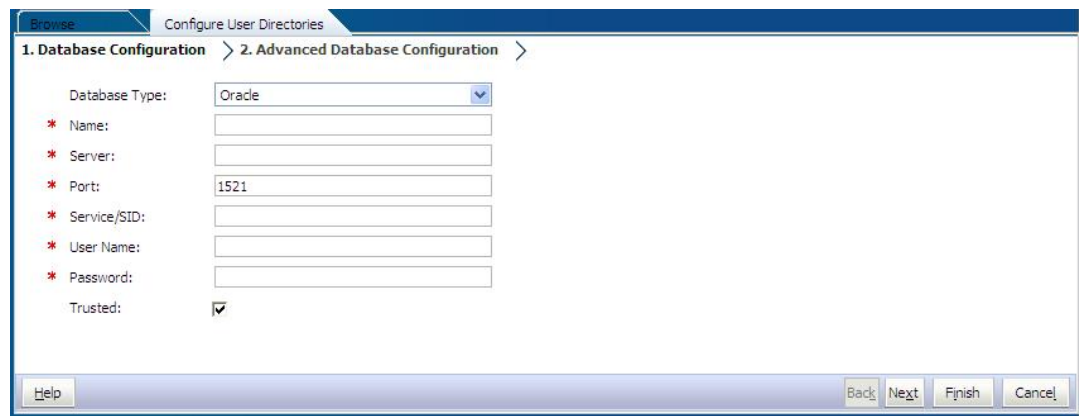 Browse Configure User Directories
1. Database Configuration 2. Advanced Database Configuration
Database Type: Oracle
* Name:
* Server:
* Port: 1521
* Service/SID:
* User Name:
* Password:
Trusted:
Help Back Next Finish Cancel